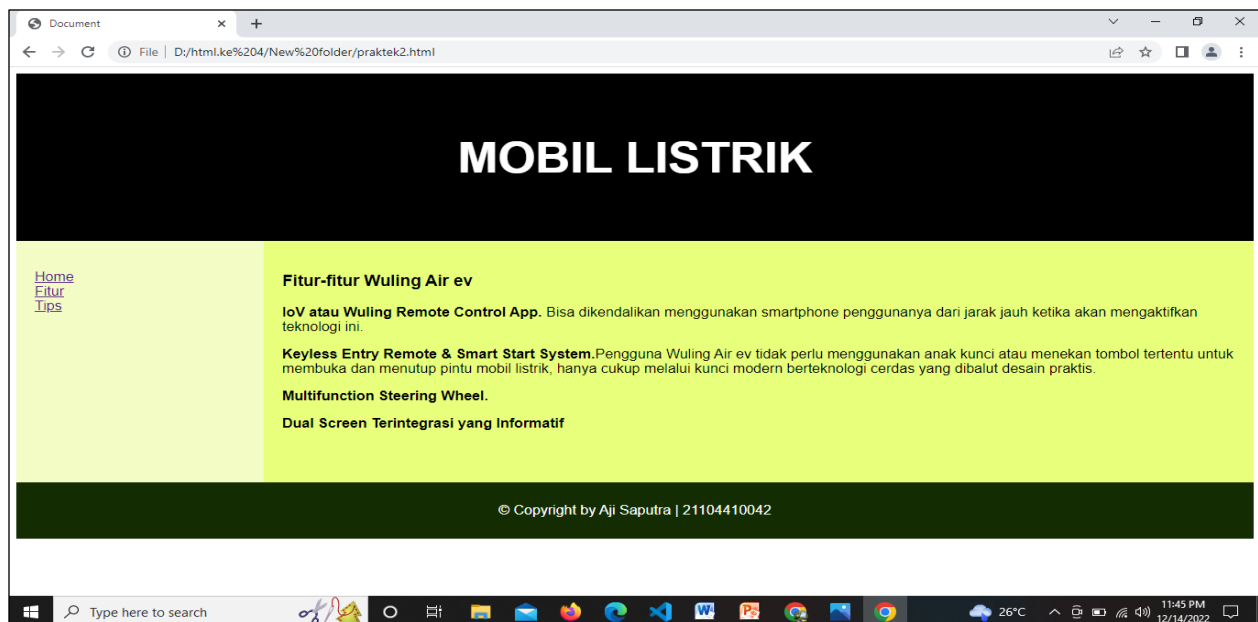 Document
File | D:/html.ke%204/New%20folder/praktek2.html
MOBIL LISTRIK
Home
Fitur
Tips
Fitur-fitur Wuling Air ev
IoV atau Wuling Remote Control App. Bisa dikendalikan menggunakan smartphone penggunanya dari jarak jauh ketika akan mengaktifkan
teknologi ini.
Keyless Entry Remote & Smart Start System.Pengguna Wuling Air ev tidak perlu menggunakan anak kunci atau menekan tombol tertentu untuk
membuka dan menutup pintu mobil listrik, hanya cukup melalui kunci modern berteknologi cerdas yang dibalut desain praktis.
Multifunction Steering Wheel.
Dual Screen Terintegrasi yang Informatif
© Copyright by Aji Saputra | 21104410042
Type here to search
26°C
11:45 PM
12/14/2022